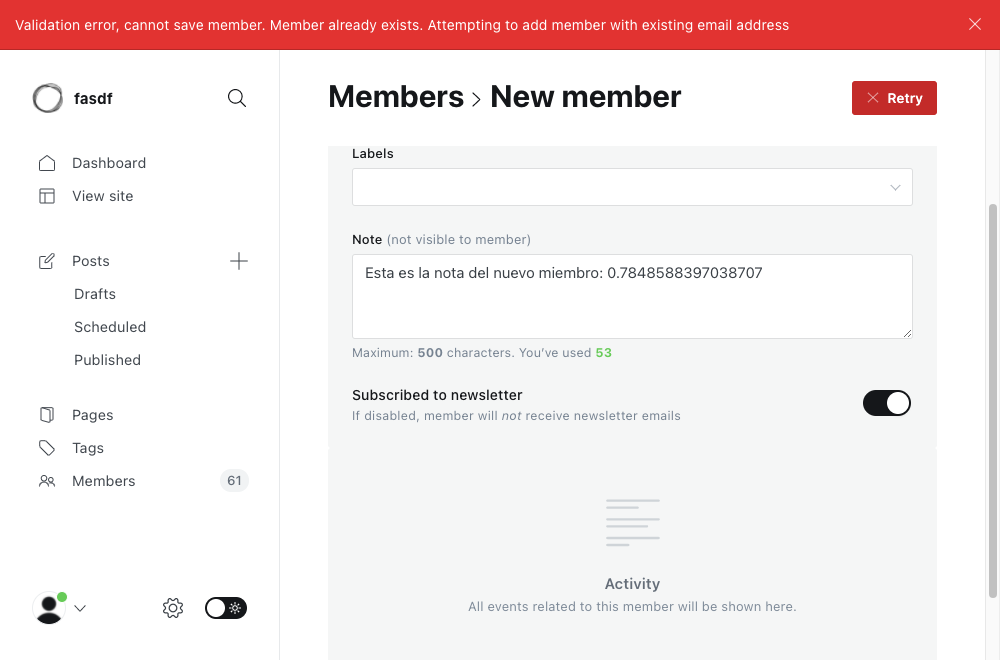 Validation error, cannot save member. Member already exists. Attempting to add member with existing email address
fasdf
Dashboard
View site
Posts
Drafts
Scheduled
Published
Pages
Tags
Members
61
Members > New member
Retry
Labels
Note (not visible to member)
Esta es la nota del nuevo miembro: 0.7848588397038707
Maximum: 500 characters. You've used 53
Subscribed to newsletter
If disabled, member will not receive newsletter emails
Activity
All events related to this member will be shown here.